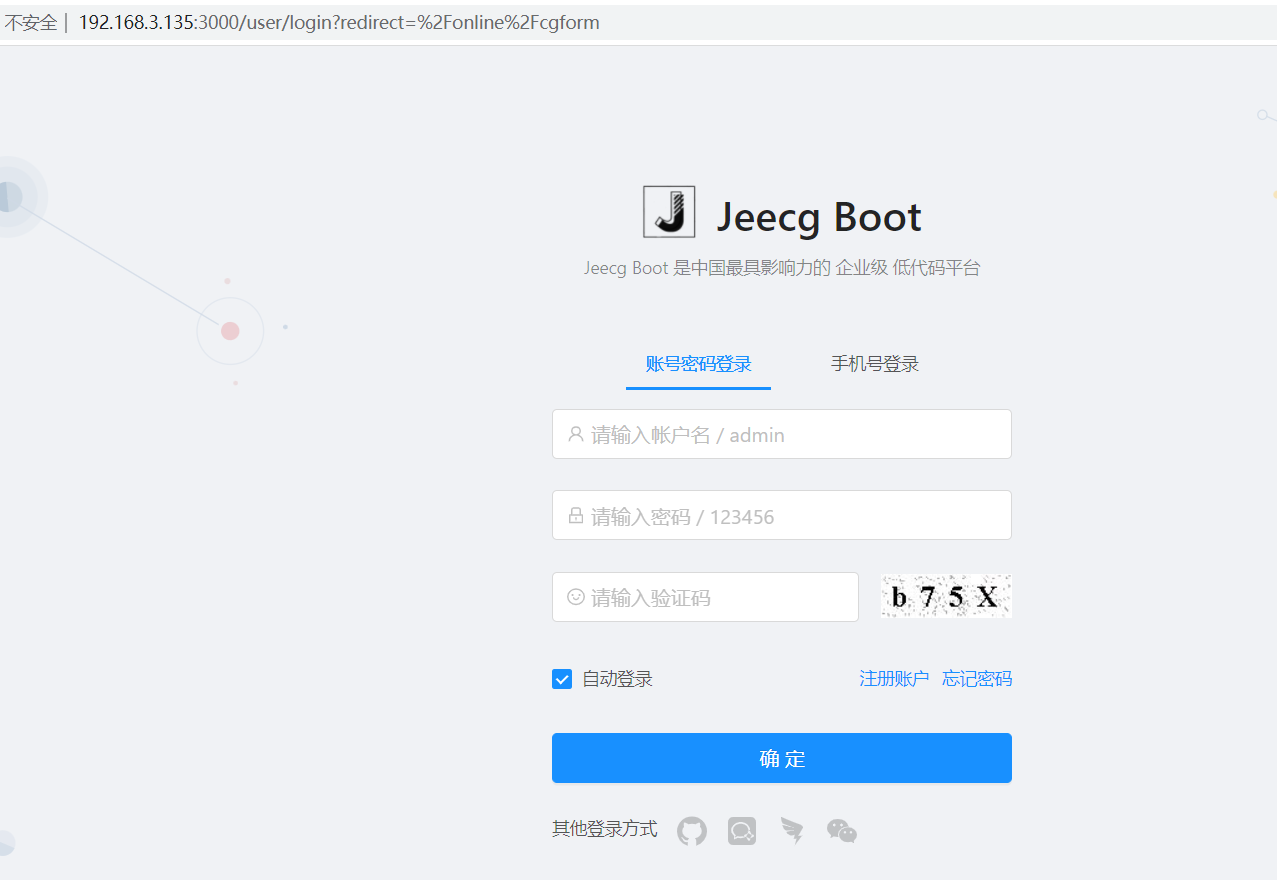 不安全 | 192.168.3.135:3000/user/login?redirect=%2Fonline%2Fcgform
J Jeecg Boot
Jeecg Boot 是中国最具影响力的 企业级 低代码平台
账号密码登录 手机号登录
请输入帐户名 / admin
请输入密码 / 123456
请输入验证码 b 7 5 X
自动登录 注册账户 忘记密码
确 定
其他登录方式